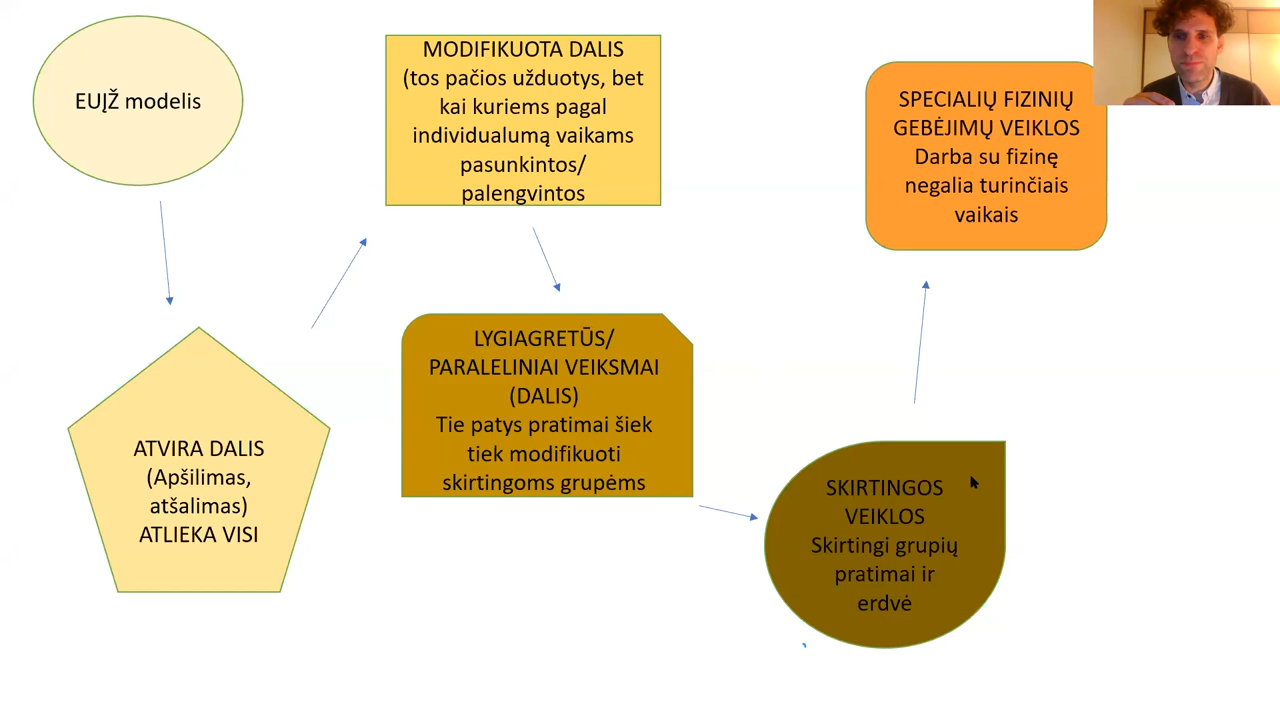 EUĮŽ modelis
ATVIRA DALIS
(Apšilimas,
atšalimas)
ATLIEKA VISI
MODIFIKUOTA DALIS
(tos pačios užduotys, bet
kai kuriems pagal
individualumą vaikams
pasunkintos/
palengvintos
LYGIAGRETŪS/
PARALELINIAI VEIKSMAI
(DALIS)
Tie patys pratimai šiek
tiek modifikuoti
skirtingoms grupėms
SKIRTINGOS
VEIKLOS
Skirtingi grupių
pratimai ir
erdvė
SPECIALIŲ FIZINIŲ
GEBĖJIMŲ VEIKLOS
Darba su fizinę
negalia turinčiais
vaikais